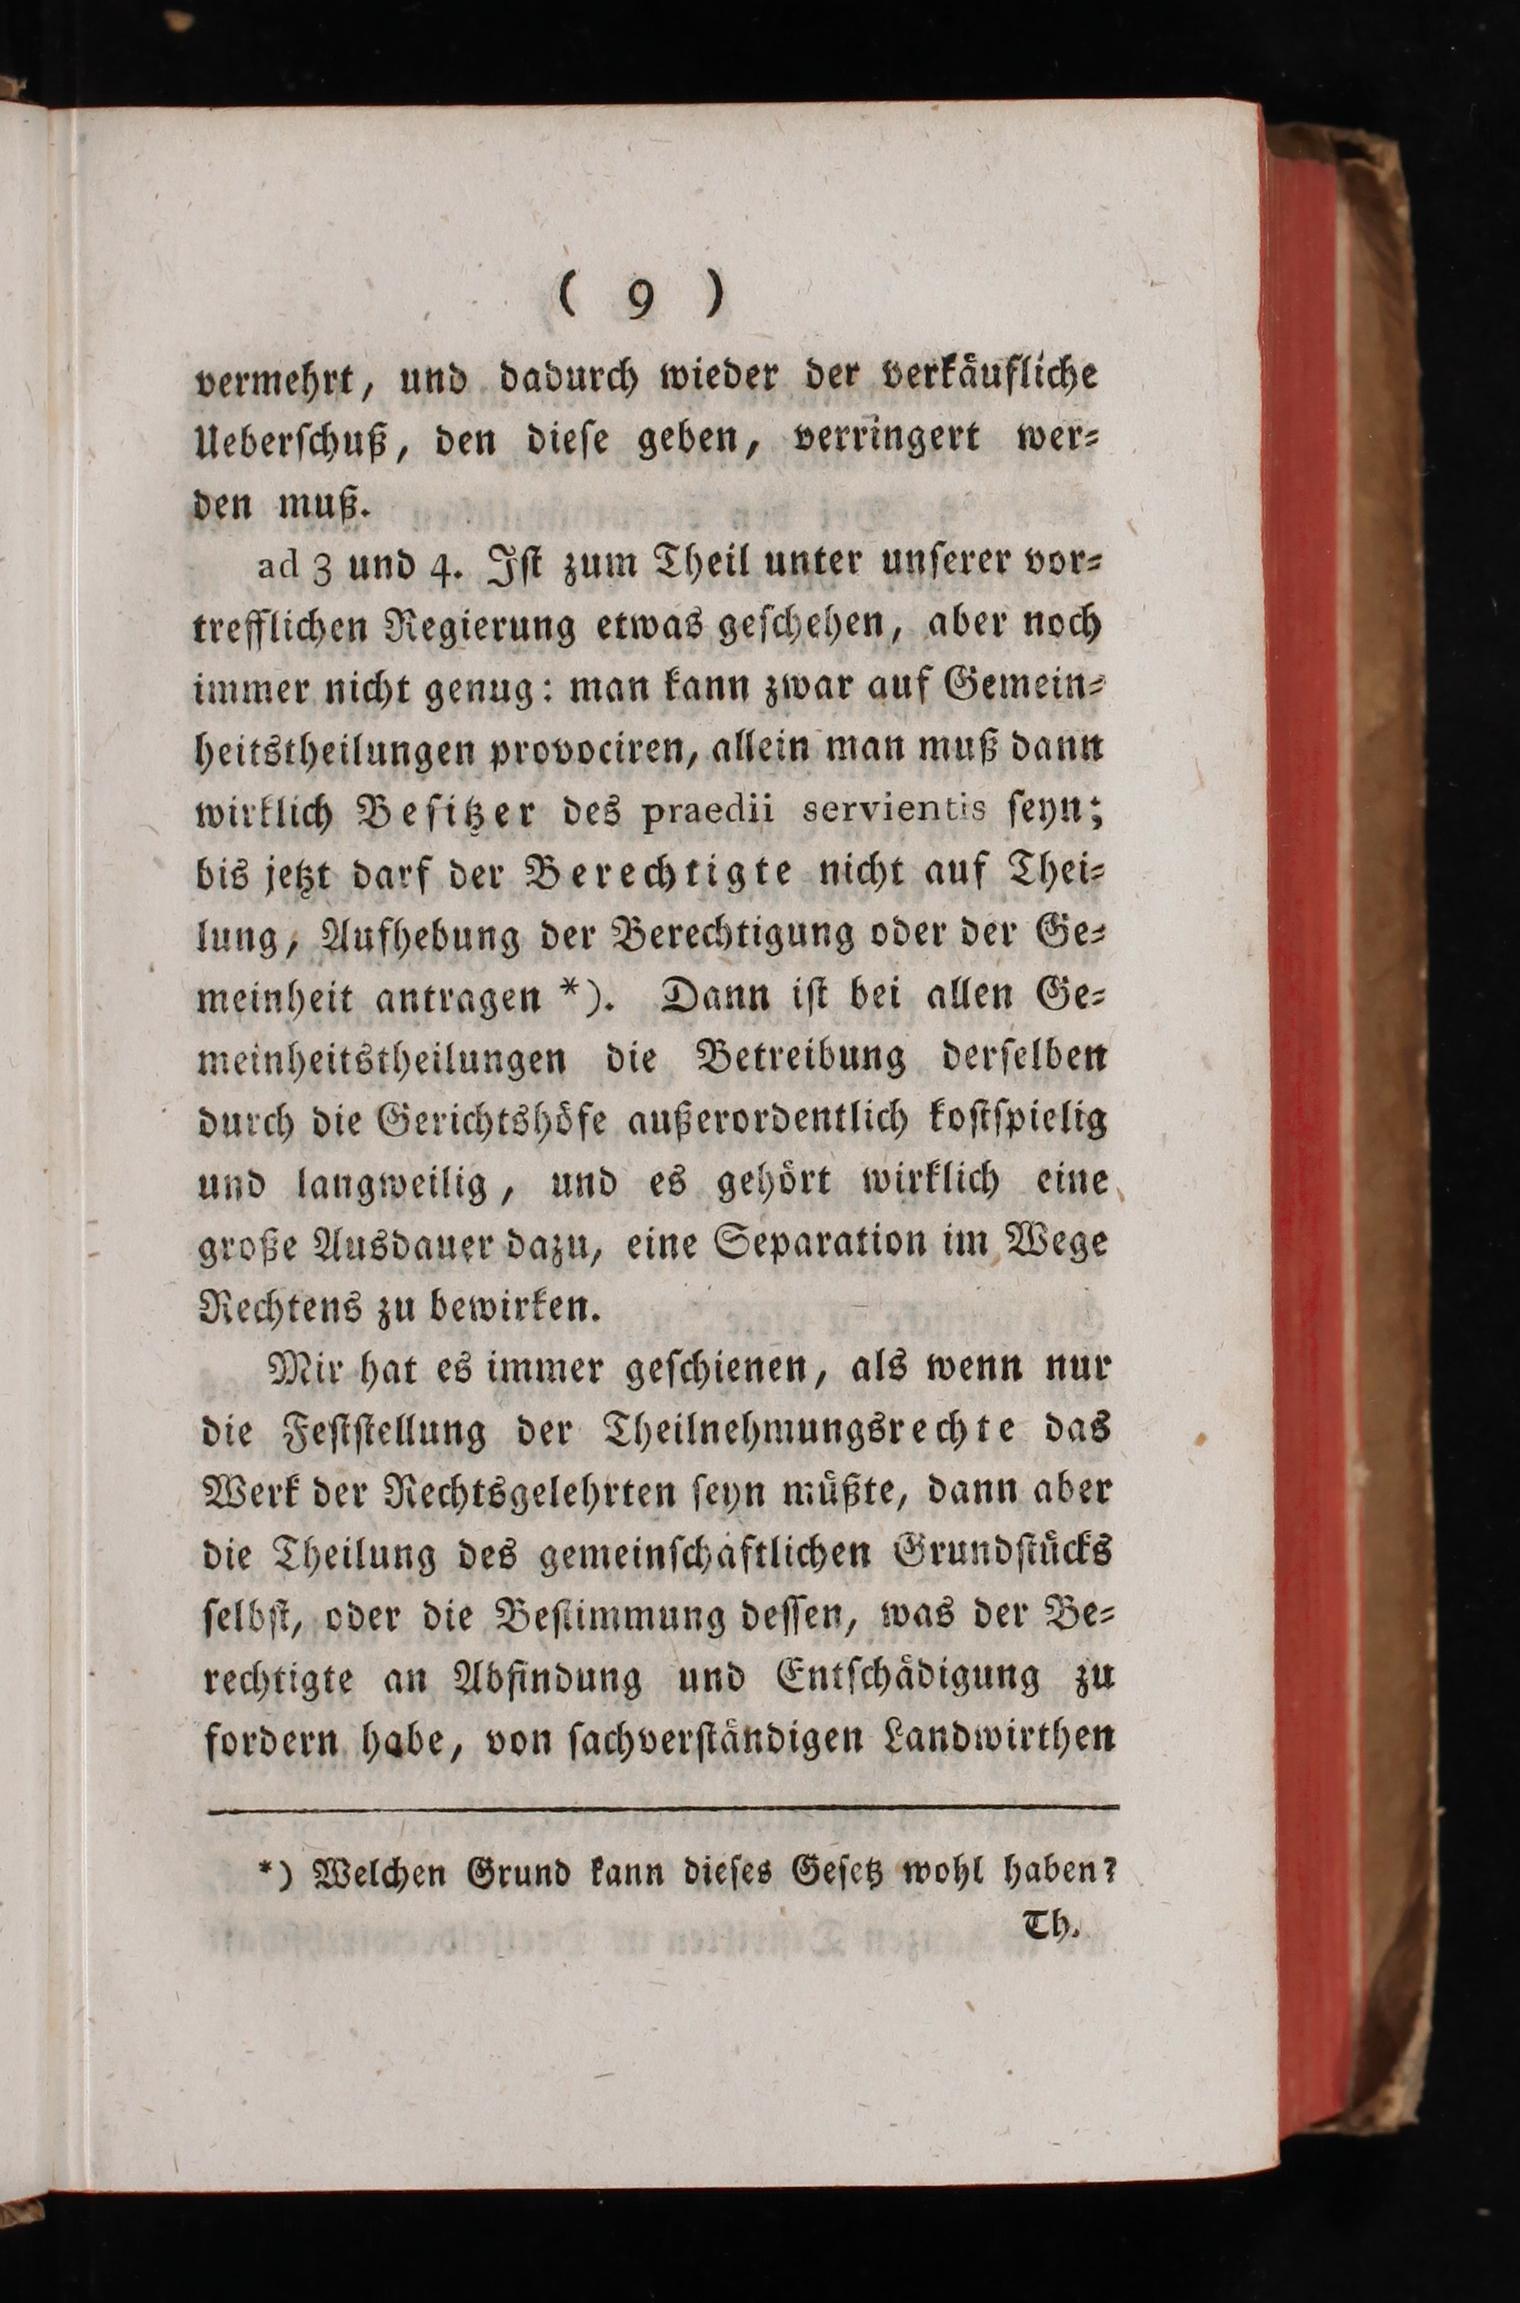 ( 9 )
vermehrt, und dadurch wieder der verkäufliche
Ueberſchuß, den dieſe geben, verringert wer⸗
den muß.
ad 3 und 4. Iſt zum Theil unter unſerer vor⸗
trefflichen Regierung etwas geſchehen, aber noch
immer nicht genug: man kann zwar auf Gemein⸗
heitstheilungen provociren, allein man muß dann
wirklich Beſitzer des praedii servientis ſeyn;
bis jetzt darf der Berechtigte nicht auf Thei⸗
lung, Aufhebung der Berechtigung oder der Ge⸗
meinheit antragen *). Dann iſt bei allen Ge⸗
meinheitstheilungen die Betreibung derſelben
durch die Gerichtshöfe außerordentlich koſtſpielig
und langweilig, und es gehört wirklich eine
große Ausdauer dazu, eine Separation im Wege
Rechtens zu bewirken.
Mir hat es immer geſchienen, als wenn nur
die Feſtſtellung der Theilnehmungsrechte das
Werk der Rechtsgelehrten ſeyn müßte, dann aber
die Theilung des gemeinſchaftlichen Grundſtücks
ſelbſt, oder die Beſtimmung deſſen, was der Be⸗
rechtigte an Abfindung und Entſchädigung zu
fordern habe, von ſachverſtändigen Landwirthen
*) Welchen Grund kann dieſes Geſetz wohl haben?
Th.